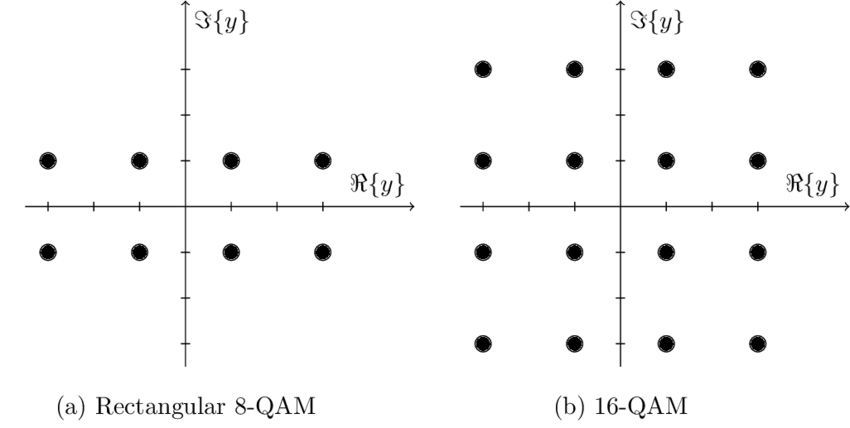 ℑ{y}
ℜ{y}
(a) Rectangular 8-QAM
ℑ{y}
ℜ{y}
(b) 16-QAM